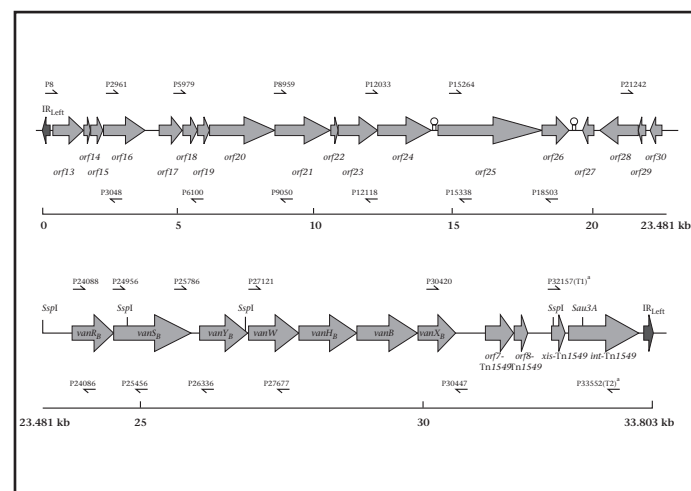 P8 P2961 P5979 P8959 P12033 P15264 P21242
IR Left
orf14 orf16 orf18 orf20 orf22 orf24 orf26 orf28 orf30
orf13 orf15 orf17 orf19 orf21 orf23 orf25 orf27 orf29
P3048 P6100 P9050 P12118 P15338 P18503
0 5 10 15 20 23.481 kb
P24088 P24956 P25786 P27121 P30420 P32157(T1)a
SspI SspI SspI SspI Sau3A IR Left
vanRB vanSB vanYB vanW vanHB vanB vanXB
orf7-Tn1549 orf8-Tn1549 xis-Tn1549 int-Tn1549
P24086 P25456 P26336 P27677 P30447 P33552(T2)a
23.481 kb 25 30 33.803 kb